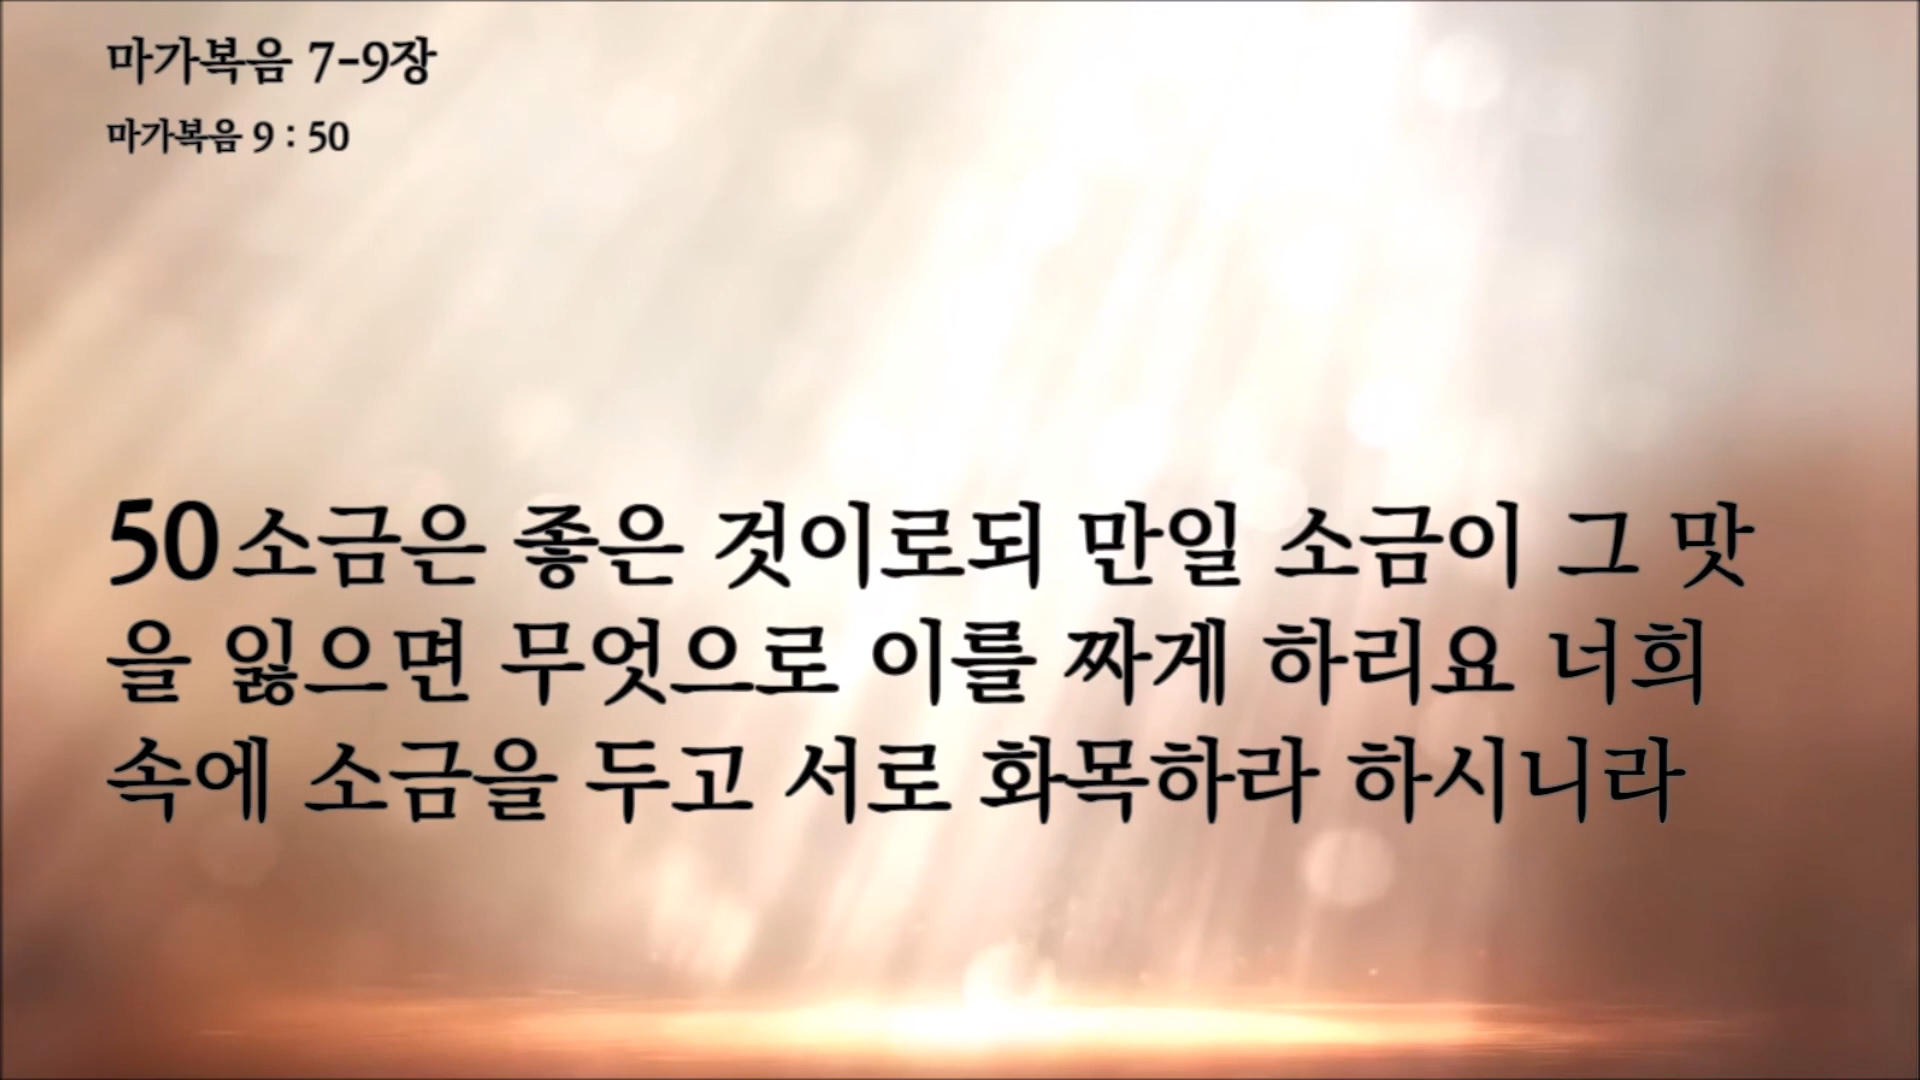 마가복음 7-9장
마가복음 9 : 50
50 소금은 좋은 것이로되 만일 소금이 그 맛
을 잃으면 무엇으로 이를 짜게 하리요 너희
속에 소금을 두고 서로 화목하라 하시니라